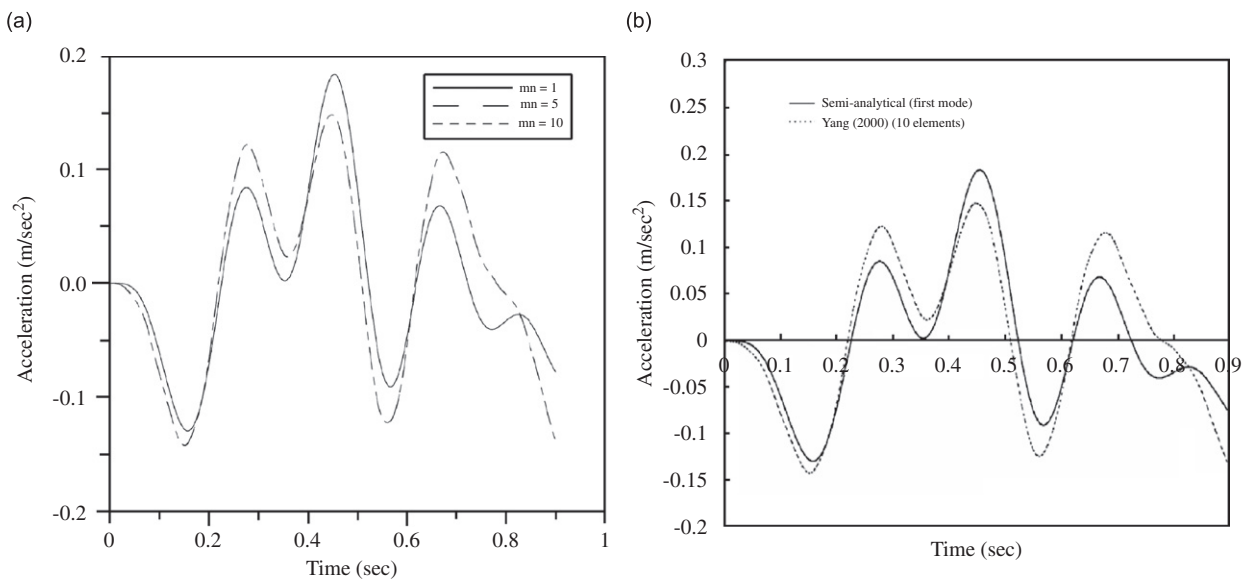 (a)
0.2
0.1
0.0
-0.1
-0.2
Acceleration (m/sec²)
mn = 1
mn = 5
mn = 10
0
0.2
0.4
0.6
0.8
1
Time (sec)
(b)
0.3
0.25
0.2
0.15
0.1
0.05
0
-0.05
-0.1
-0.15
-0.2
Acceleration (m/sec²)
Semi-analytical (first mode)
Yang (2000) (10 elements)
0.1
0.2
0.3
0.4
0.5
0.6
0.7
0.8
0.9
Time (sec)